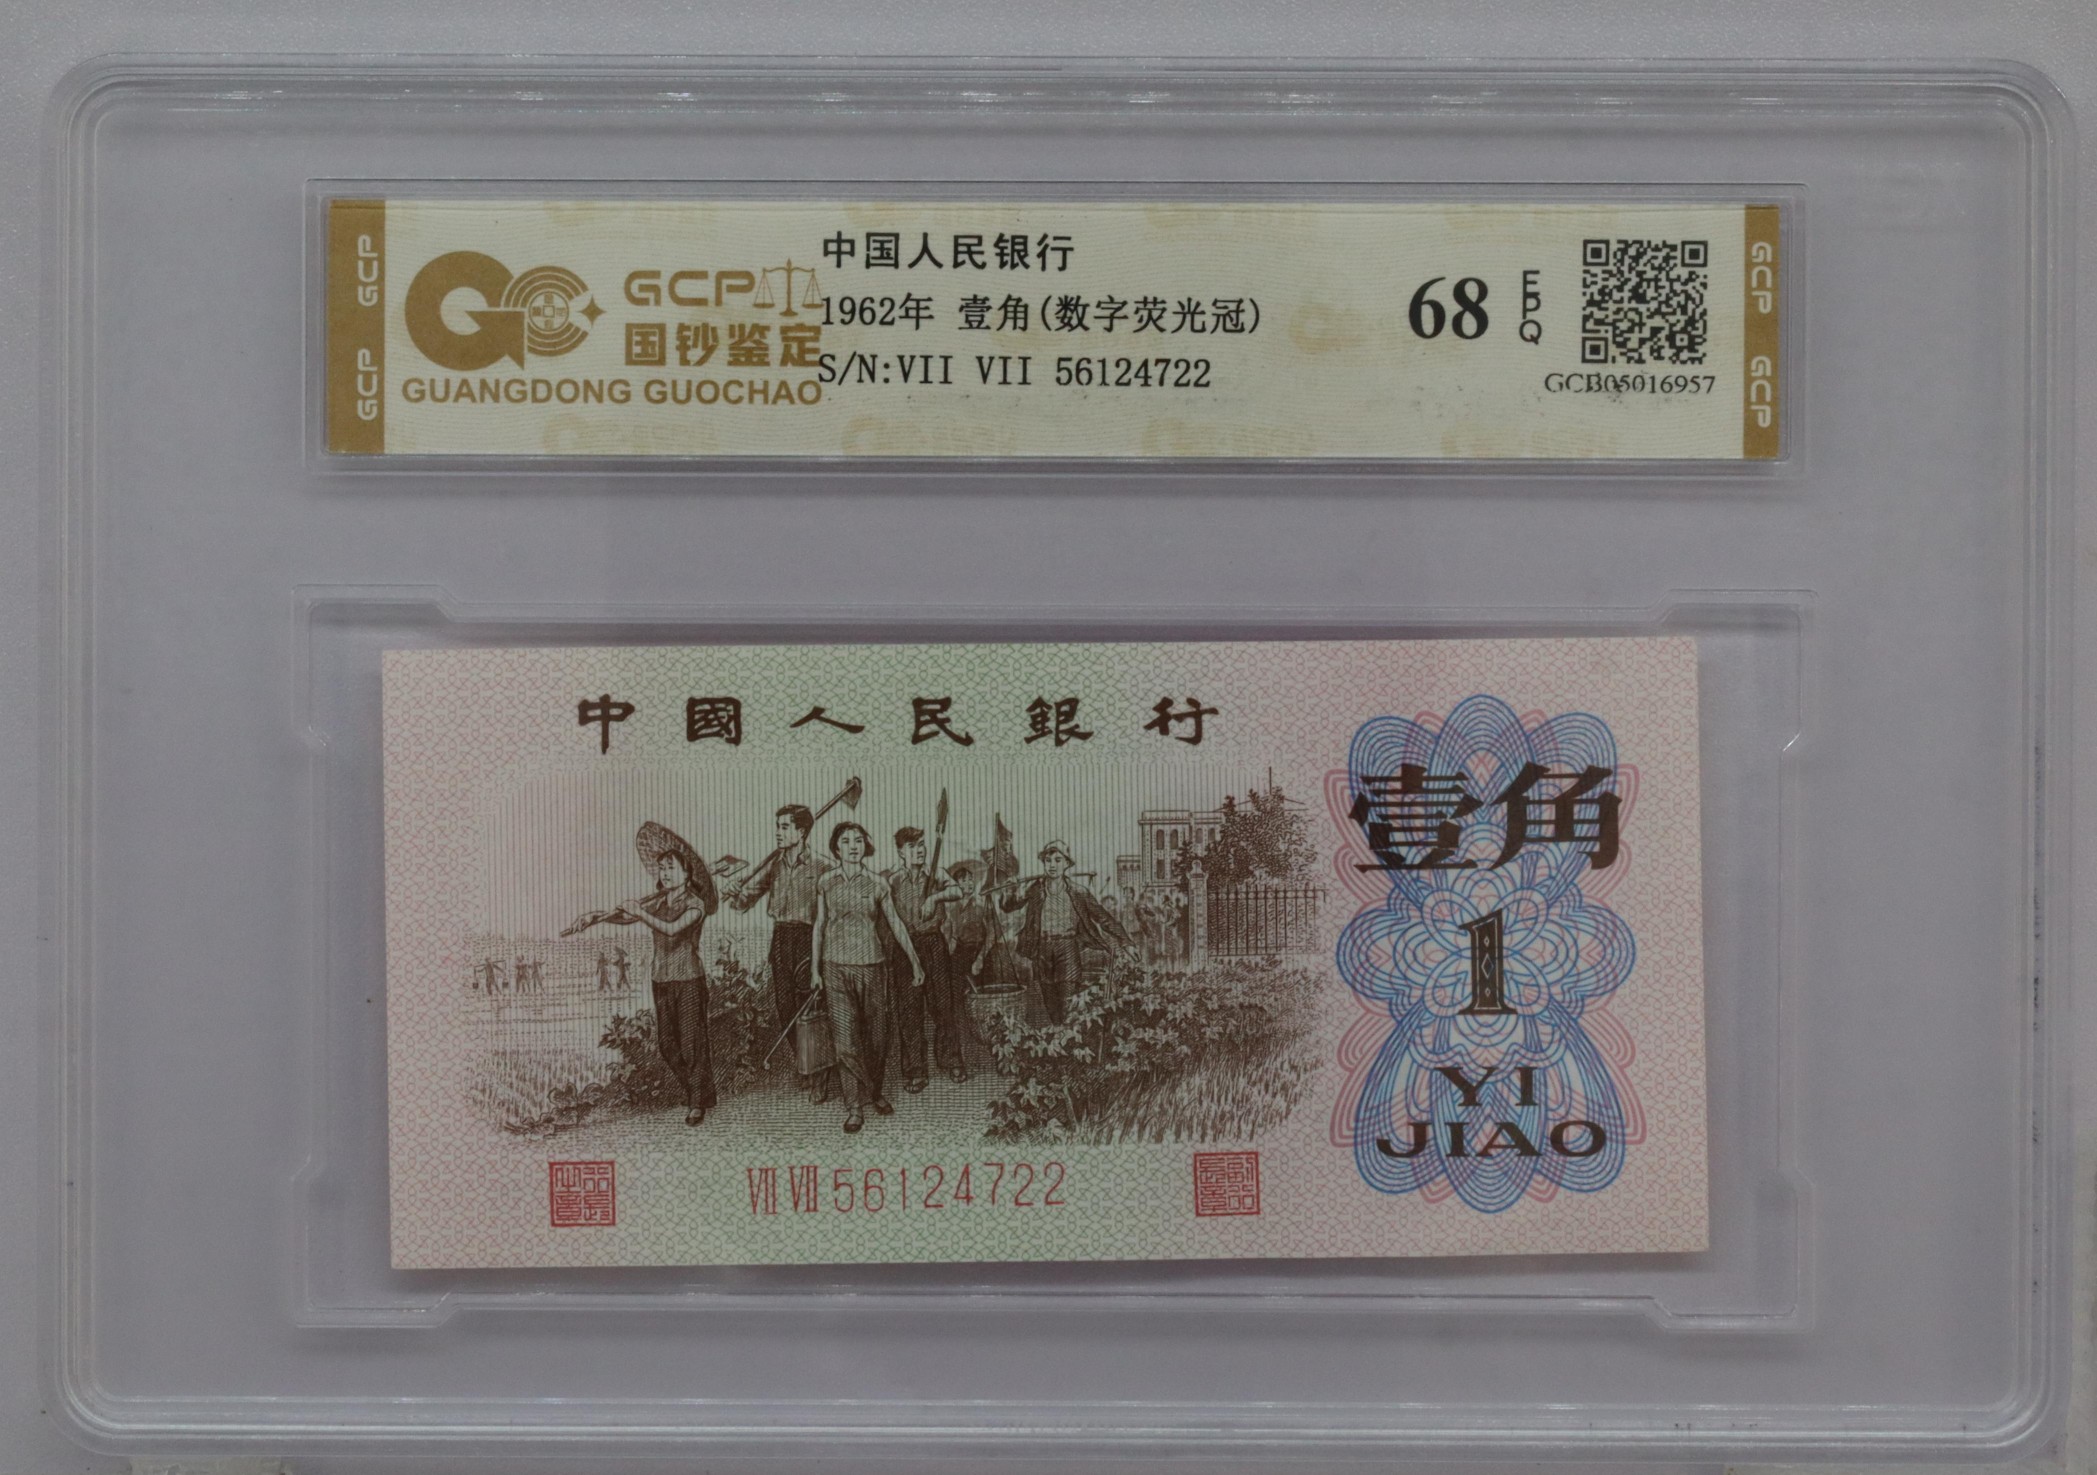 GCP
GCP
GCP
国钞鉴定
GUANGDONG GUOCHAO
中国人民银行
1962年 壹角(数字荧光冠)
S/N:VII VII 56124722
68
EPQ
GCB05016957
GCP
GCP
中國人民銀行
壹角
1
YI
JIAO
VII VII 56124722